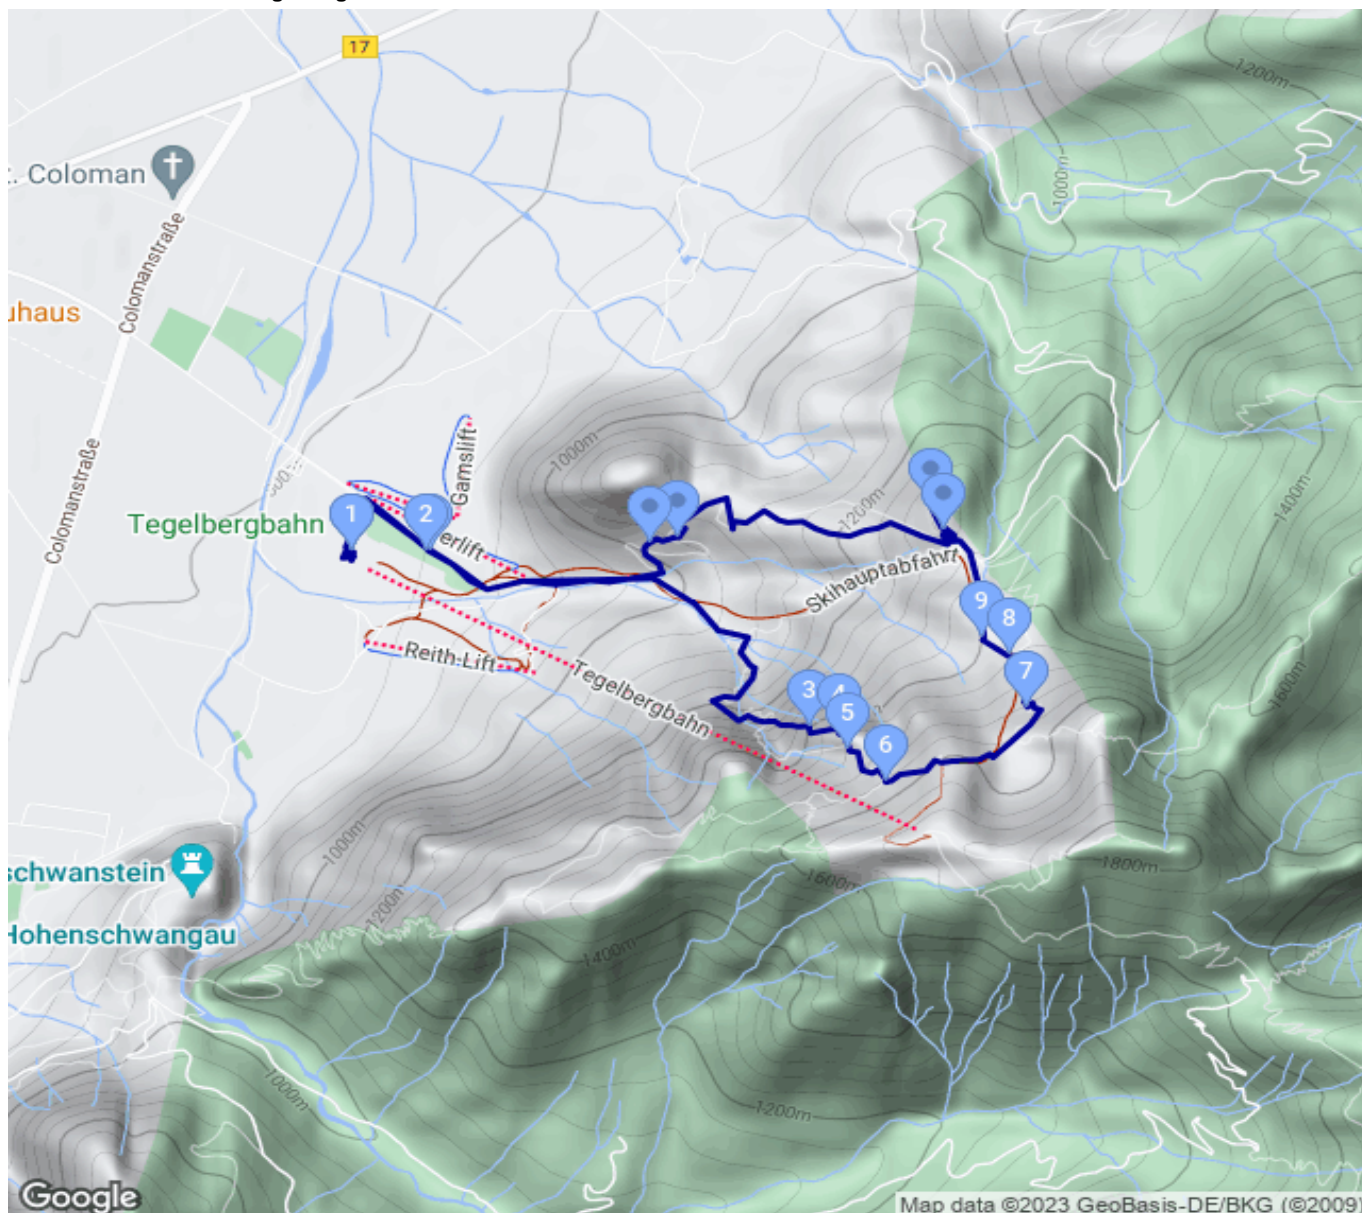 17
1200m
1000m
t. Coloman
Colomanstraße
uhaus
Colomanstraße
Gamslift
1000m
1400m
Tegelbergbahn
1
2
erlift
1200m
Skihauptabfahrt
9
8
7
Reith-Lift
Tegelbergbahn
3
4
5
6
1600m
1000m
schwanstein
1800m
1600m
1200m
Hohenschwangau
1400m
1000m
1200m
Google
Map data ©2023 GeoBasis-DE/BKG (©2009)